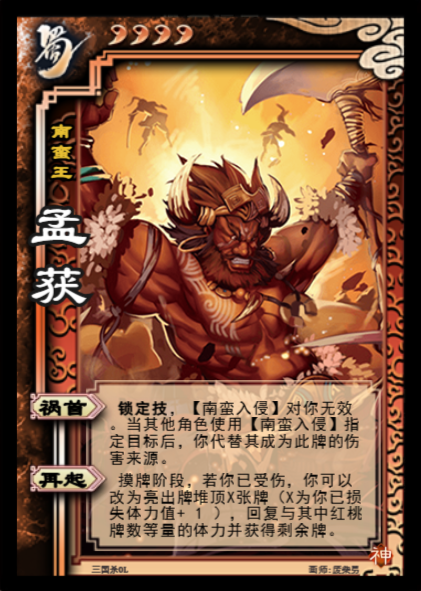 蜀
南蛮王
孟获
祸首
锁定技，【南蛮入侵】对你无效
。当其他角色使用【南蛮入侵】指
定目标后，你代替其成为此牌的伤
害来源。
再起
摸牌阶段，若你已受伤，你可以
改为亮出牌堆顶X张牌（X为你已损
失体力值+ 1 ），回复与其中红桃
牌数等量的体力并获得剩余牌。
神
三国杀OL
画师:废柴男